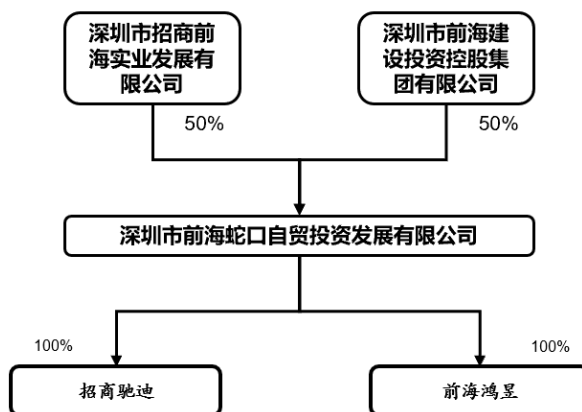 深圳市招商前
海实业发展有
限公司
深圳市前海建
设投资控股集
团有限公司
50%
50%
深圳市前海蛇口自贸投资发展有限公司
100%
100%
招商驰迪
前海鸿昱